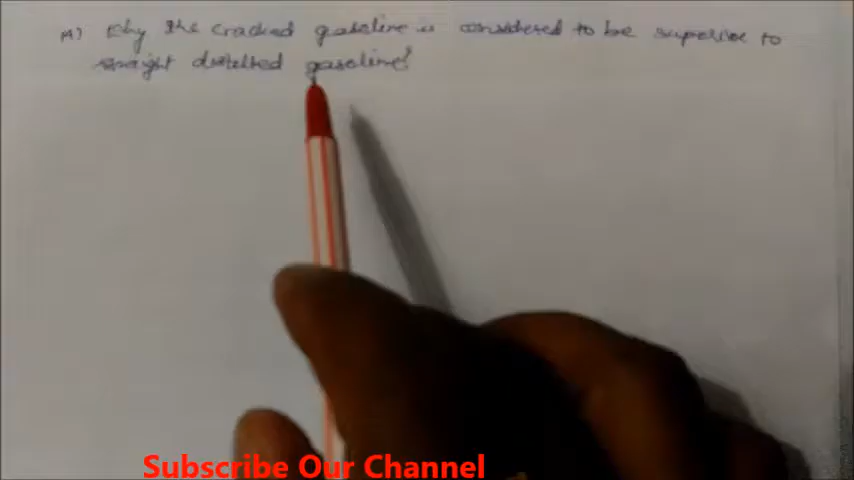 A) Why the cracked gasoline is considered to be superior to
straight distilled gasoline?
Subscribe Our Channel